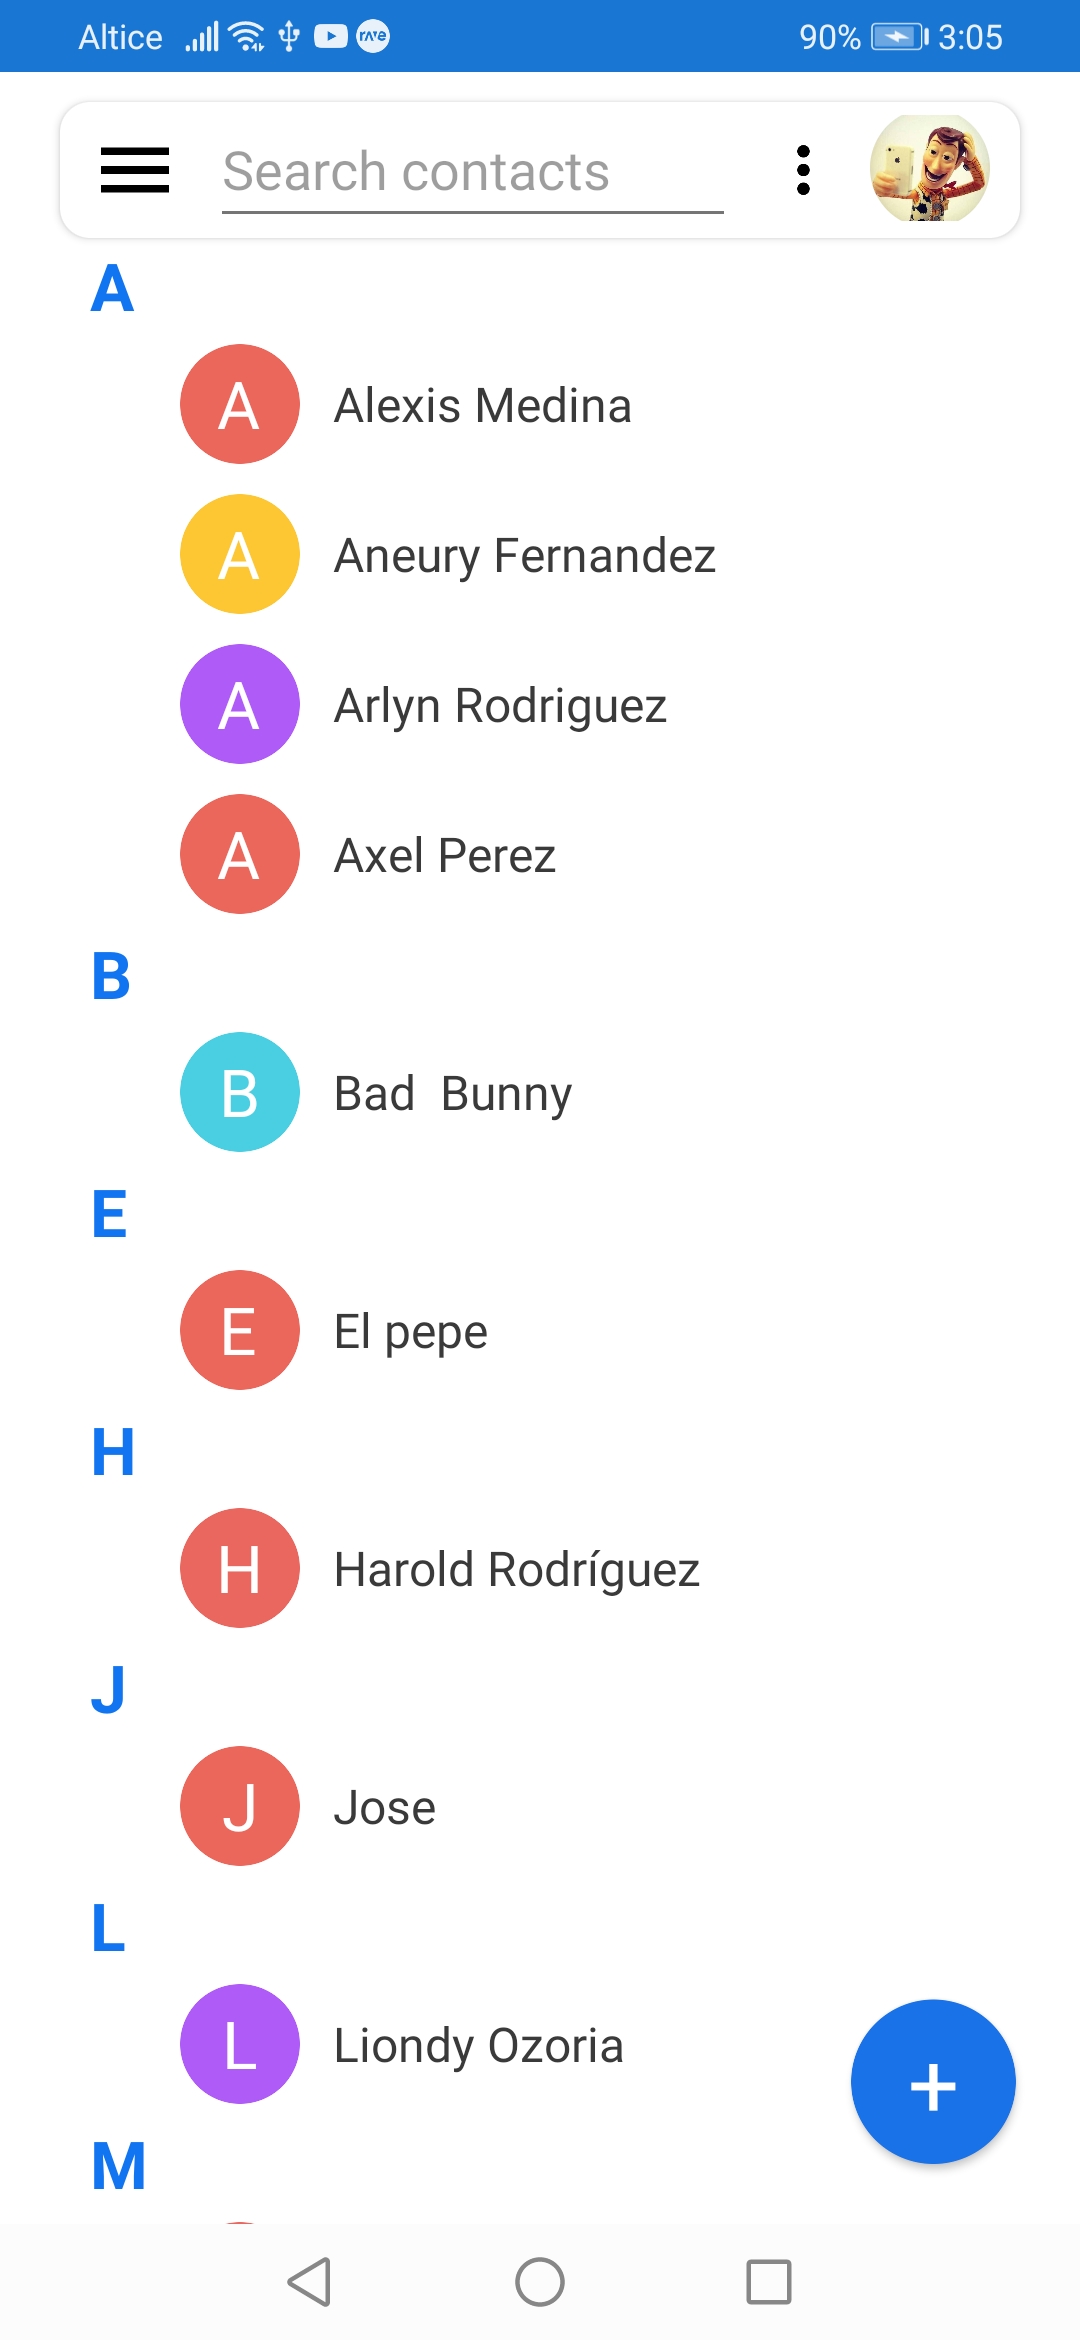 Altice rave 90% 3:05
Search contacts
A
A Alexis Medina
A Aneury Fernandez
A Arlyn Rodriguez
A Axel Perez
B
B Bad  Bunny
E
E El pepe
H
H Harold Rodríguez
J
J Jose
L
L Liondy Ozoria
+
M